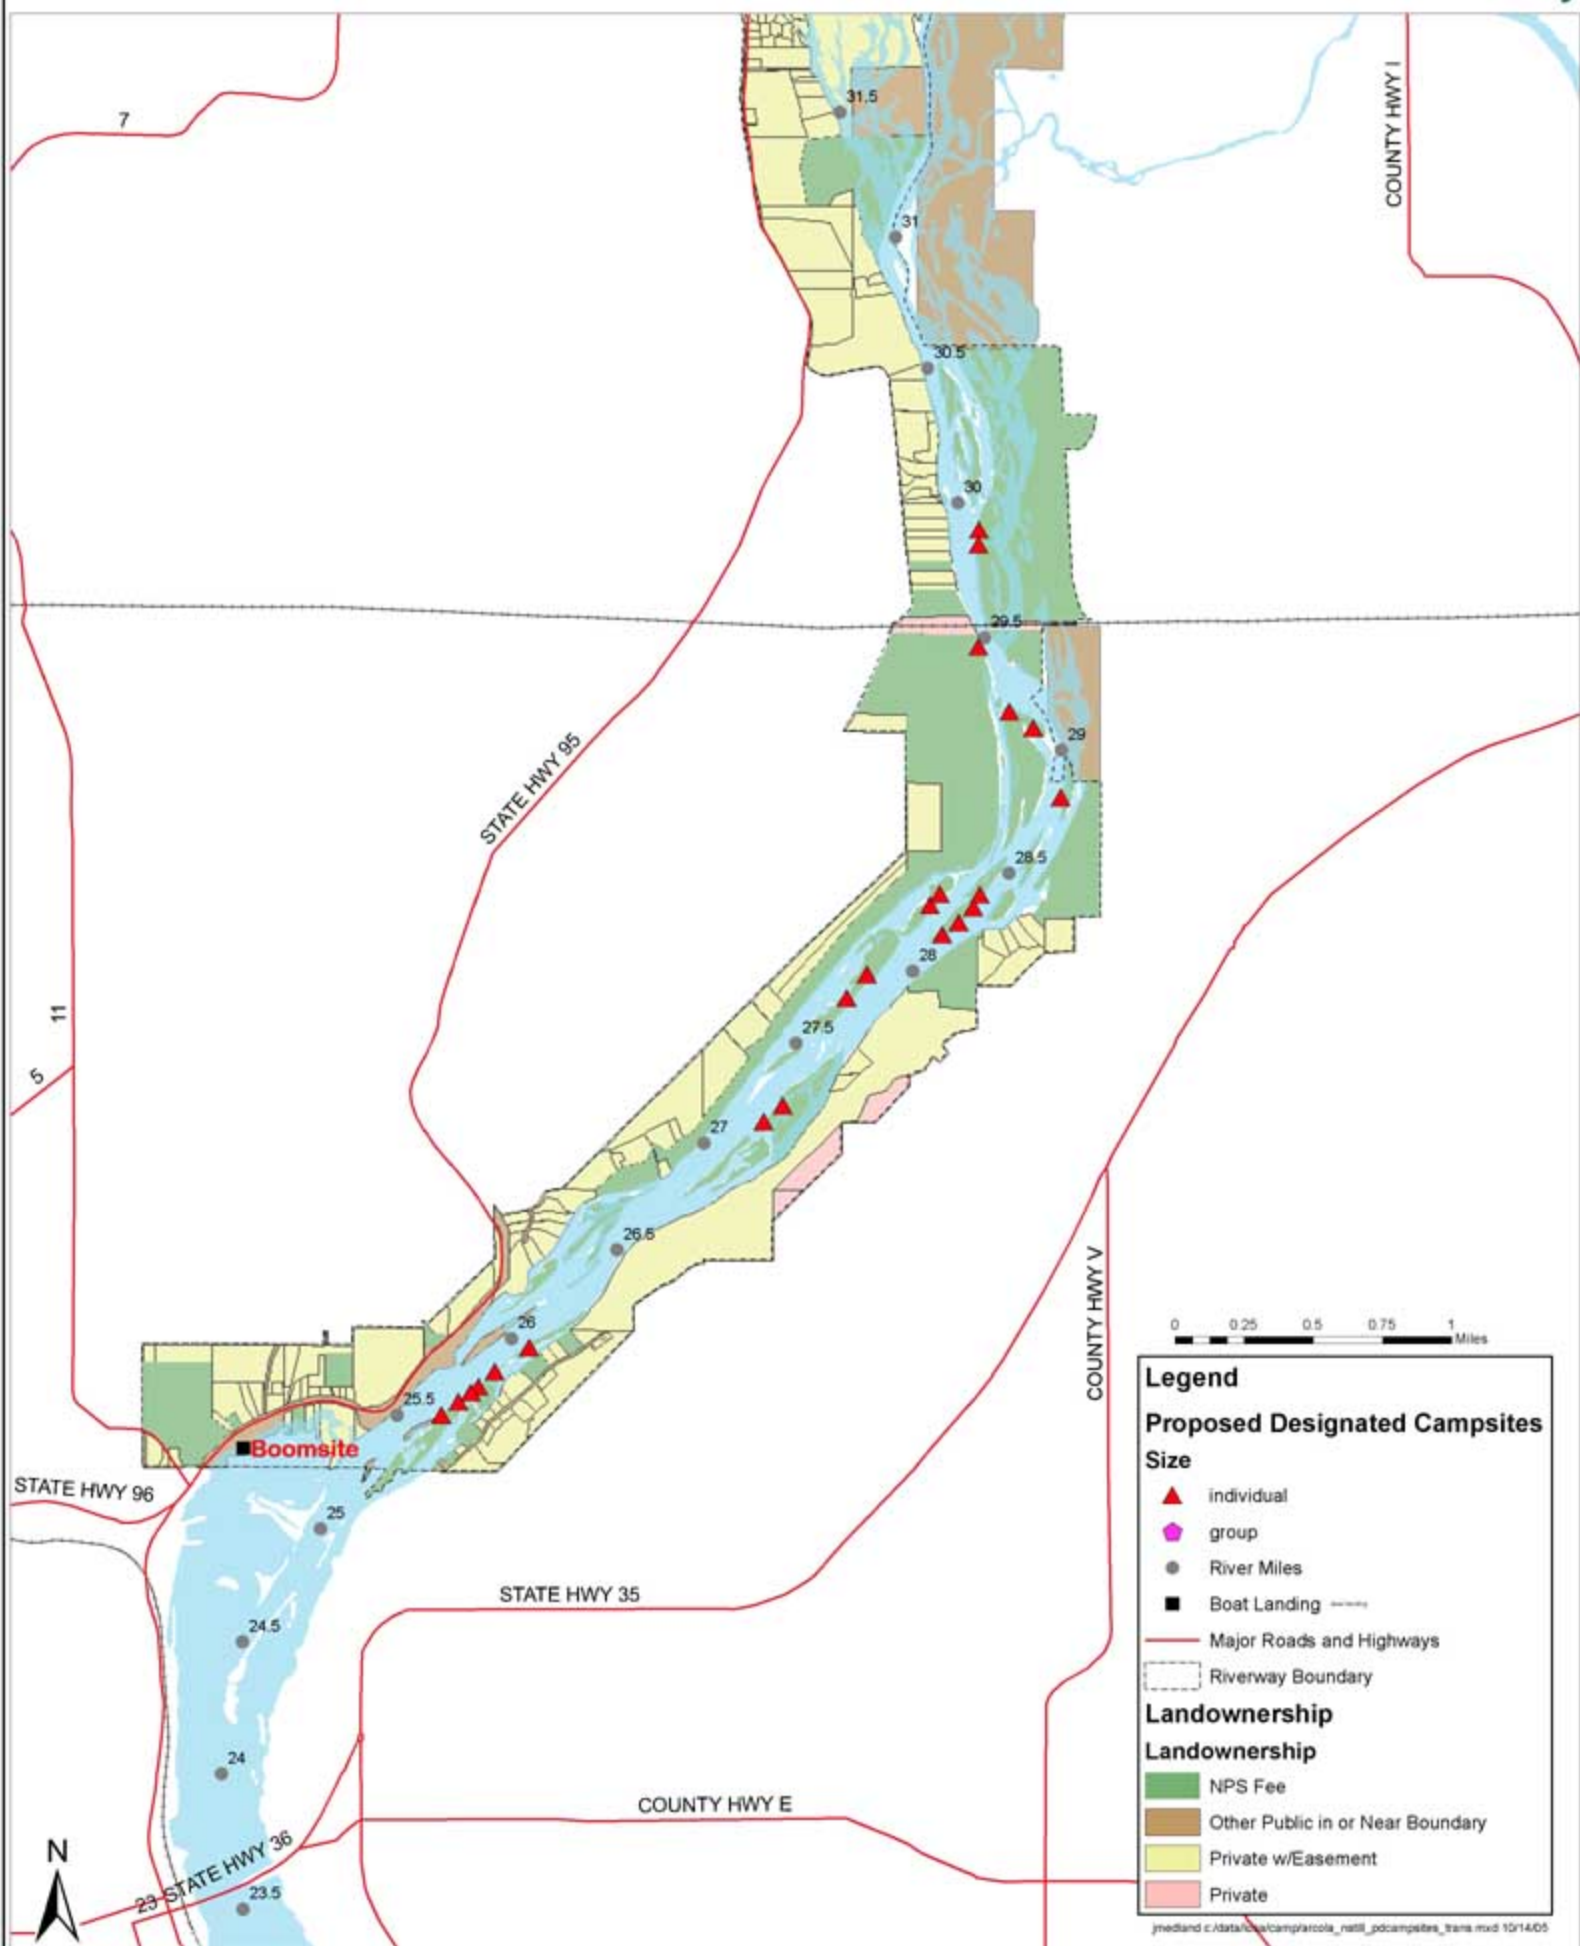 7
31.5
COUNTY HWY I
31
30.5
30
29.5
29
STATE HWY 95
28.5
28
11
27.5
5
27
26.5
COUNTY HWY V
26
25.5
Boomsite
STATE HWY 96
25
STATE HWY 35
24.5
24
COUNTY HWY E
23 STATE HWY 36
23.5
N
0 0.25 0.5 0.75 1
Miles
Legend
Proposed Designated Campsites
Size
individual
group
River Miles
Boat Landing
Major Roads and Highways
Riverway Boundary
Landownership
Landownership
NPS Fee
Other Public in or Near Boundary
Private w/Easement
Private